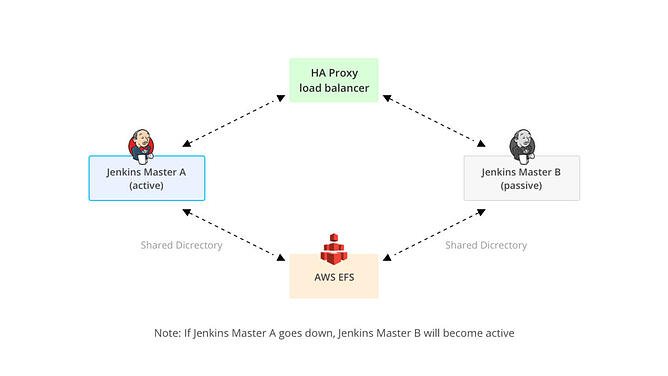 HA Proxy
load balancer
Jenkins Master A
(active)
Jenkins Master B
(passive)
Shared Dicrectory
Shared Dicrectory
AWS EFS
Note: If Jenkins Master A goes down, Jenkins Master B will become active